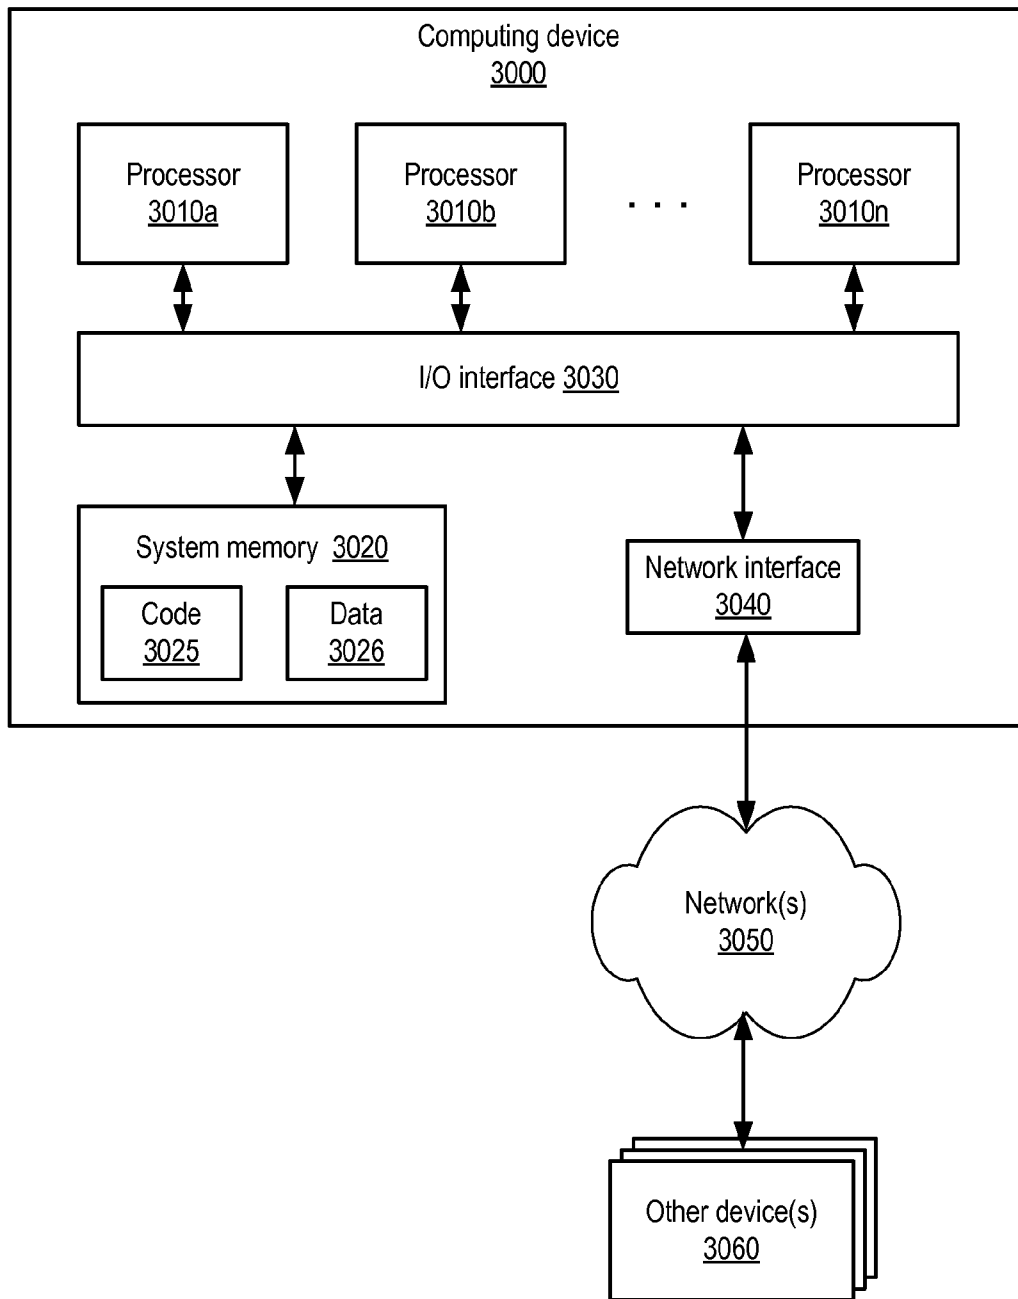 Computing device
3000
Processor
3010a
Processor
3010b
. . .
Processor
3010n
I/O interface 3030
System memory 3020
Code
3025
Data
3026
Network interface
3040
Network(s)
3050
Other device(s)
3060